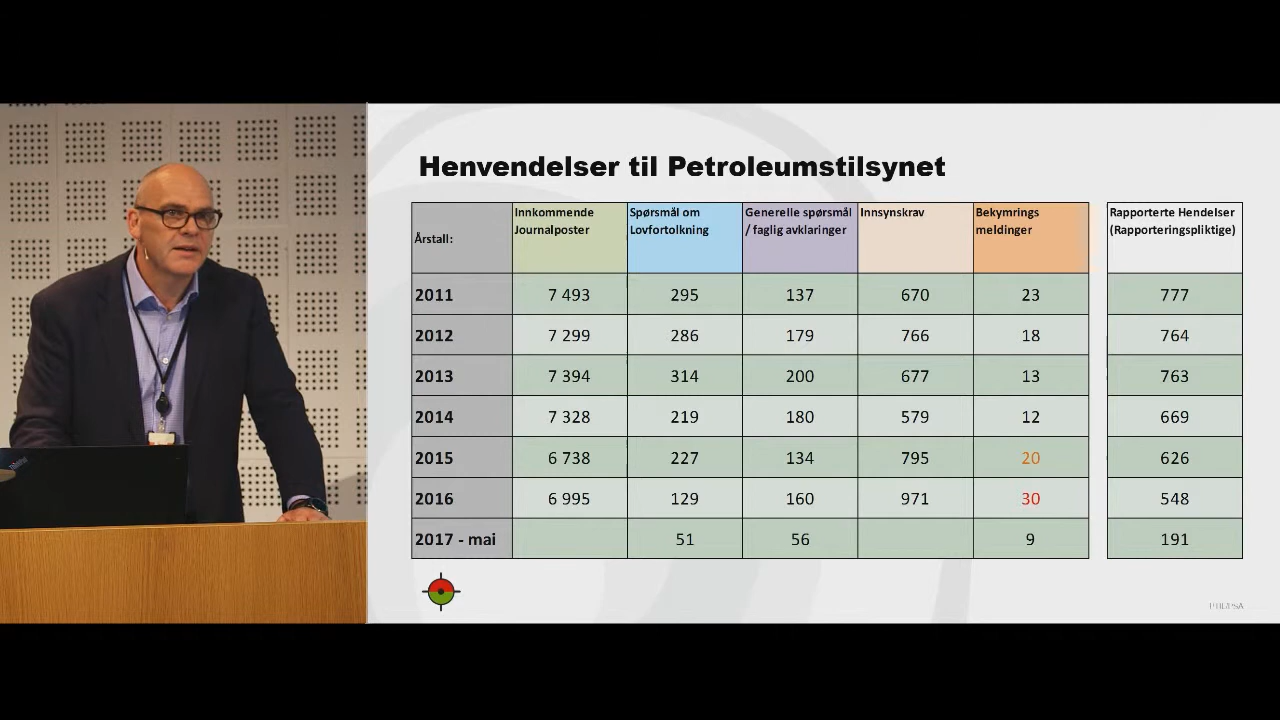 Henvendelser til Petroleumstilsynet
Årstall:
Innkommende
Journalposter
Spørsmål om
Lovfortolkning
Generelle spørsmål
/ faglig avklaringer
Innsynskrav
Bekymrings
meldinger
Rapporterte Hendelser
(Rapporteringspliktige)
2011 7 493 295 137 670 23 777
2012 7 299 286 179 766 18 764
2013 7 394 314 200 677 13 763
2014 7 328 219 180 579 12 669
2015 6 738 227 134 795 20 626
2016 6 995 129 160 971 30 548
2017 - mai 51 56 9 191
PTIL/PSA